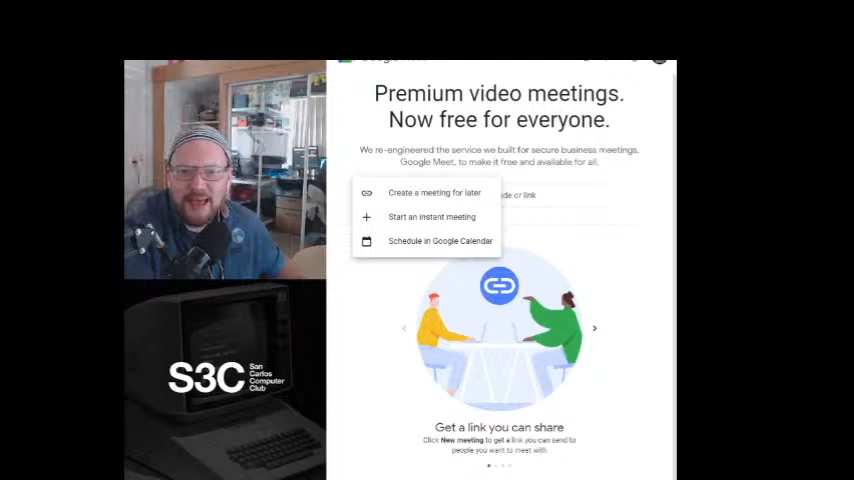 Premium video meetings.
Now free for everyone.
We re-engineered the service we built for secure business meetings,
Google Meet, to make it free and available for all.
Create a meeting for later
de or link
Start an instant meeting
Schedule in Google Calendar
S3C
San
Carlos
Computer
Club
Get a link you can share
Click New meeting to get a link you can send to
people you want to meet with